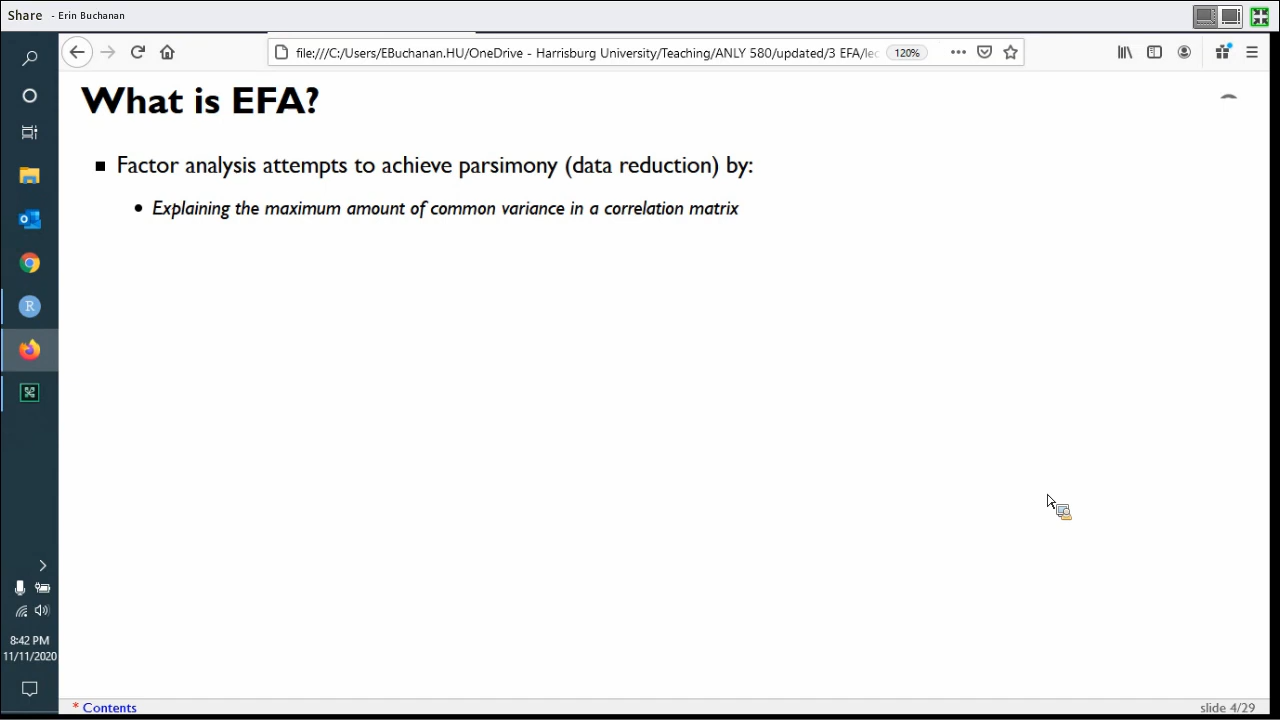 Share - Erin Buchanan
file:///C:/Users/EBuchanan.HU/OneDrive - Harrisburg University/Teaching/ANLY 580/updated/3 EFA/lec
120%
What is EFA?
Factor analysis attempts to achieve parsimony (data reduction) by:
Explaining the maximum amount of common variance in a correlation matrix
R
8:42 PM
11/11/2020
* Contents
slide 4/29